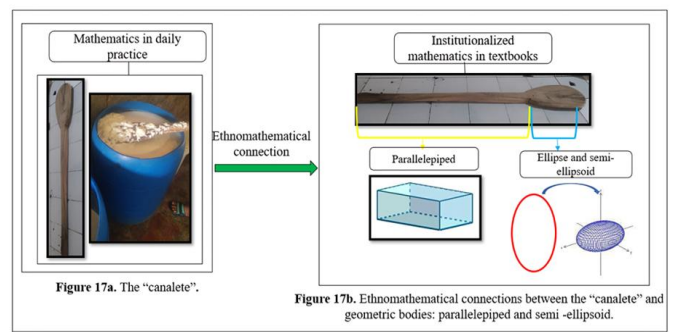 Mathematics in daily
practice
Institutionalized
mathematics in textbooks
Ethnomathematical
connection
Parallelepiped
Ellipse and semi-
ellipsoid
Figure 17a. The “canalete”.
Figure 17b. Ethnomathematical connections between the “canalete” and
geometric bodies: parallelepiped and semi -ellipsoid.